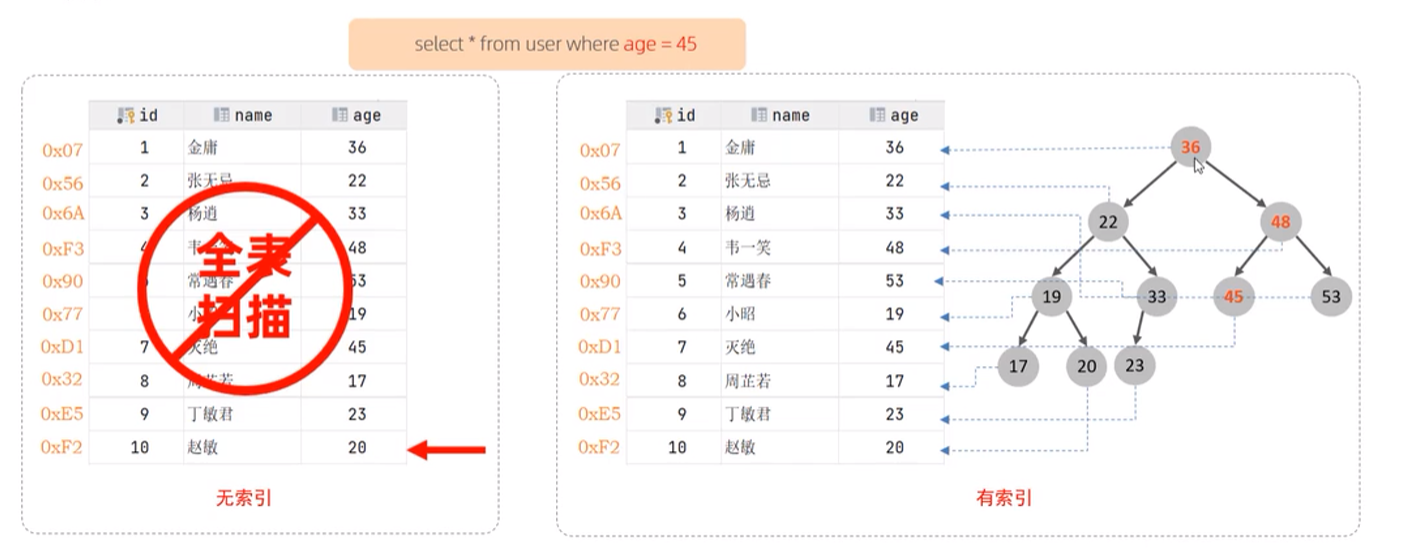 select * from user where age = 45
id name age
0x07 1 金庸 36
0x56 2 张无忌 22
0x6A 3 杨逍 33
0xF3 4 韦一笑 48
0x90 5 常遇春 53
0x77 6 小昭 19
0xD1 7 灭绝 45
0x32 8 周芷若 17
0xE5 9 丁敏君 23
0xF2 10 赵敏 20
全表
扫描
无索引
id name age
0x07 1 金庸 36
0x56 2 张无忌 22
0x6A 3 杨逍 33
0xF3 4 韦一笑 48
0x90 5 常遇春 53
0x77 6 小昭 19
0xD1 7 灭绝 45
0x32 8 周芷若 17
0xE5 9 丁敏君 23
0xF2 10 赵敏 20
36
22 48
19 33 45 53
17 20 23
有索引